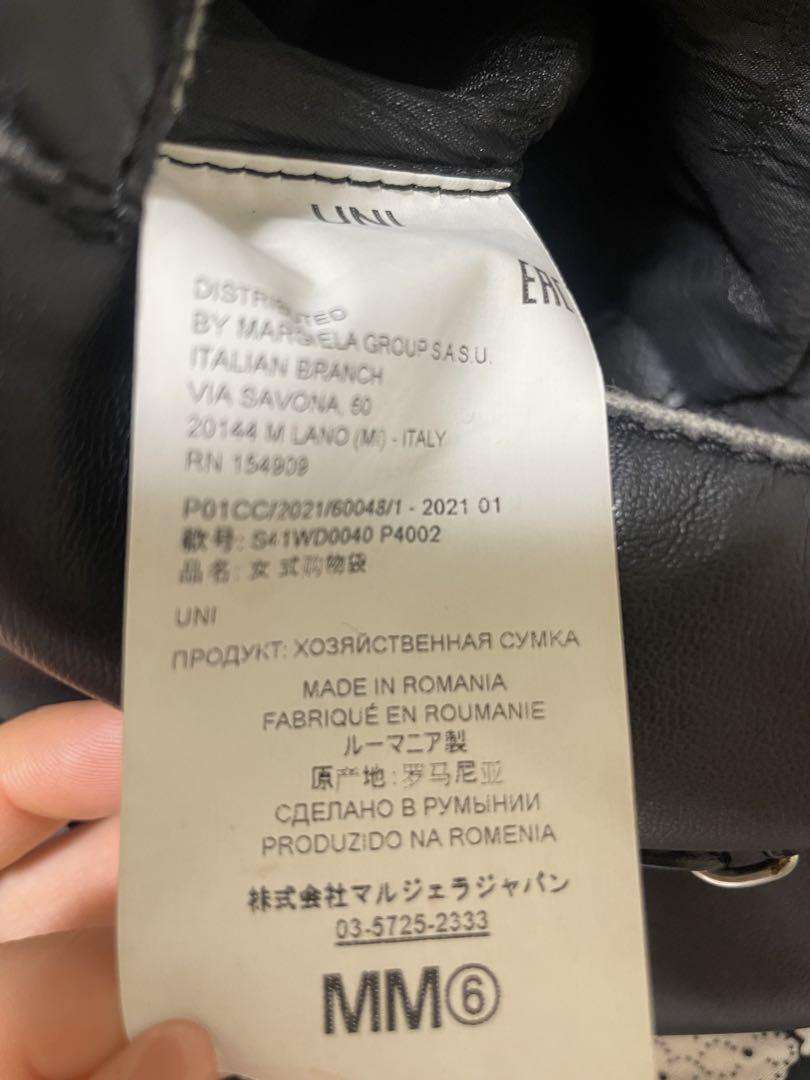 UNI
EAC
DISTRIBUTED
BY MARGIELA GROUP S.A.S.U.
ITALIAN BRANCH
VIA SAVONA, 60
20144 MILANO (MI) - ITALY
RN 154909
P01CC/2021/60048/1 - 2021 01
款号: S41WD0040 P4002
品名: 女式购物袋
UNI
ПРОДУКТ: ХОЗЯЙСТВЕННАЯ СУМКА
MADE IN ROMANIA
FABRIQUÉ EN ROUMANIE
ルーマニア製
原产地: 罗马尼亚
СДЕЛАНО В РУМЫНИИ
PRODUZIDO NA ROMENIA
株式会社マルジェラジャパン
03-5725-2333
MM⑥